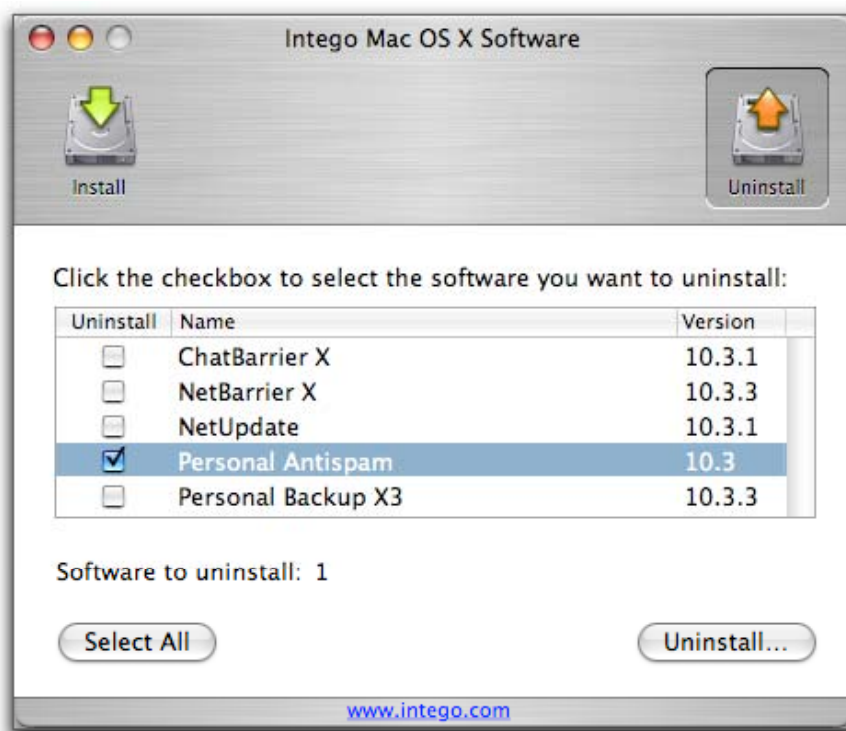 Intego Mac OS X Software
Install Uninstall
Click the checkbox to select the software you want to uninstall:
Uninstall Name Version
ChatBarrier X 10.3.1
NetBarrier X 10.3.3
NetUpdate 10.3.1
Personal Antispam 10.3
Personal Backup X3 10.3.3
Software to uninstall: 1
Select All Uninstall...
www.intego.com